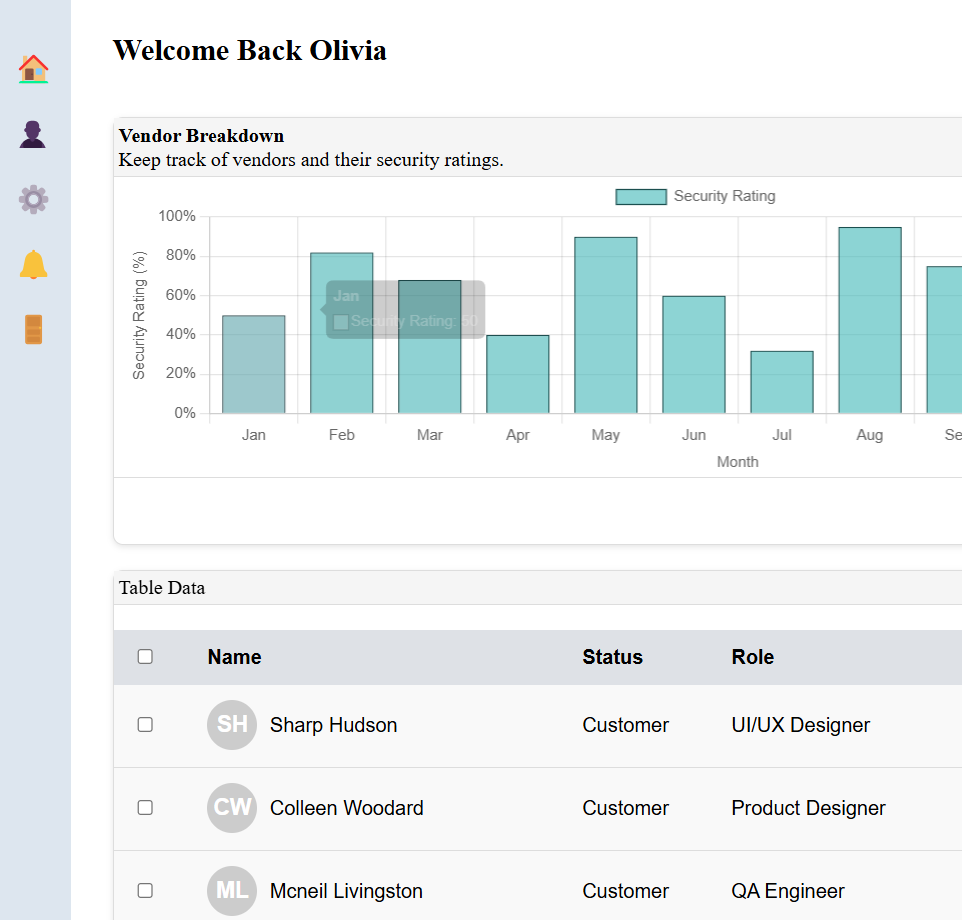 Welcome Back Olivia
Vendor Breakdown
Keep track of vendors and their security ratings.
Security Rating
Security Rating (%)
100%
80%
60%
40%
20%
0%
Jan
Security Rating: 50
Jan Feb Mar Apr May Jun Jul Aug Se
Month
Table Data
Name Status Role
SH Sharp Hudson Customer UI/UX Designer
CW Colleen Woodard Customer Product Designer
ML Mcneil Livingston Customer QA Engineer